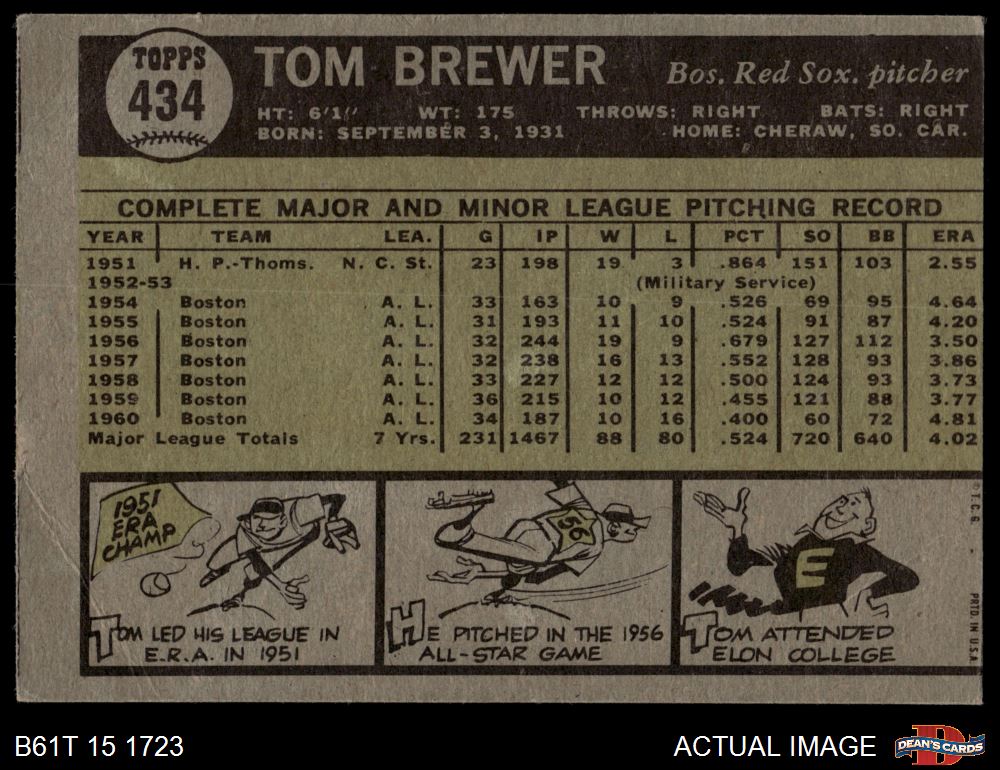 TOPPS
434
TOM BREWER Bos. Red Sox. pitcher
HT: 6'1" WT: 175 THROWS: RIGHT BATS: RIGHT
BORN: SEPTEMBER 3, 1931 HOME: CHERAW, SO. CAR.
COMPLETE MAJOR AND MINOR LEAGUE PITCHING RECORD
YEAR TEAM LEA. G IP W L PCT SO BB ERA
1951 H. P.-Thoms. N. C. St. 23 198 19 3 .864 151 103 2.55
1952-53 (Military Service)
1954 Boston A. L. 33 163 10 9 .526 69 95 4.64
1955 Boston A. L. 31 193 11 10 .524 91 87 4.20
1956 Boston A. L. 32 244 19 9 .679 127 112 3.50
1957 Boston A. L. 32 238 16 13 .552 128 93 3.86
1958 Boston A. L. 33 227 12 12 .500 124 93 3.73
1959 Boston A. L. 36 215 10 12 .455 121 88 3.77
1960 Boston A. L. 34 187 10 16 .400 60 72 4.81
Major League Totals 7 Yrs. 231 1467 88 80 .524 720 640 4.02
1951
ERA
CHAMP
TOM LED HIS LEAGUE IN
E.R.A. IN 1951
56
HE PITCHED IN THE 1956
ALL-STAR GAME
E
TOM ATTENDED
ELON COLLEGE
© T.C.G.
PRTD IN U.S.A.
B61T 15 1723
ACTUAL IMAGE
D
DEAN'S CARDS